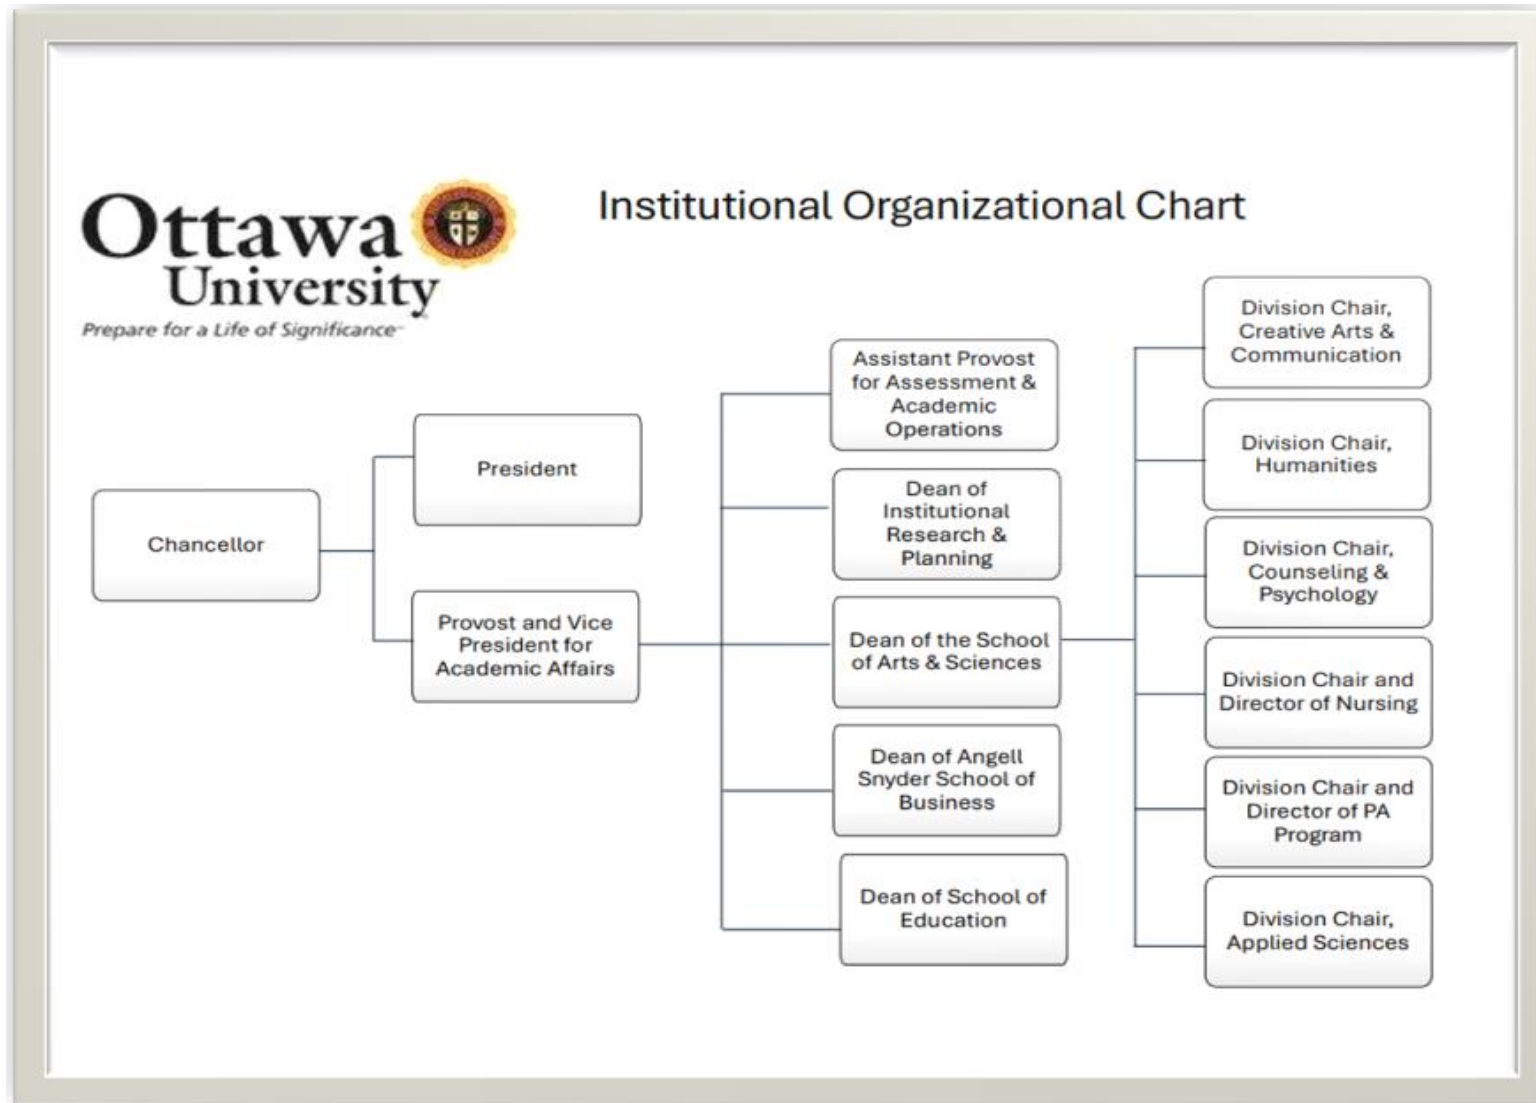 Ottawa
University
Prepare for a Life of Significance
Institutional Organizational Chart
Chancellor
President
Provost and Vice
President for
Academic Affairs
Assistant Provost
for Assessment &
Academic
Operations
Dean of
Institutional
Research &
Planning
Dean of the School
of Arts & Sciences
Dean of Angell
Snyder School of
Business
Dean of School of
Education
Division Chair,
Creative Arts &
Communication
Division Chair,
Humanities
Division Chair,
Counseling &
Psychology
Division Chair and
Director of Nursing
Division Chair and
Director of PA
Program
Division Chair,
Applied Sciences